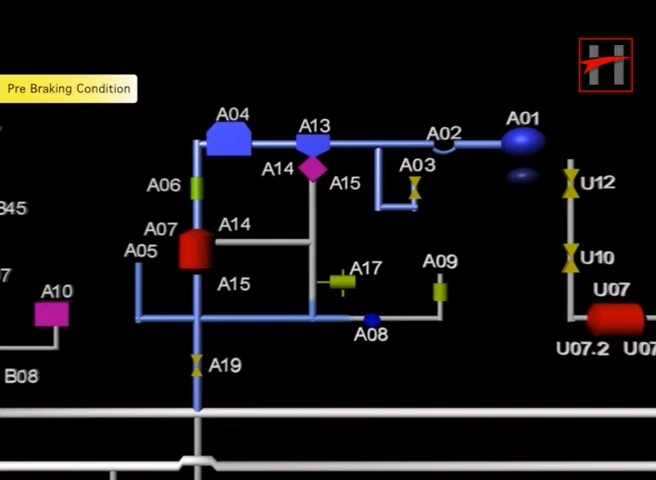 Pre Braking Condition
H
A04
A13
A02
A01
A14
A15
A03
A06
U12
B45
A07
A14
A05
U10
A17
A09
A15
A10
U07
A08
U07.2
A19
B08